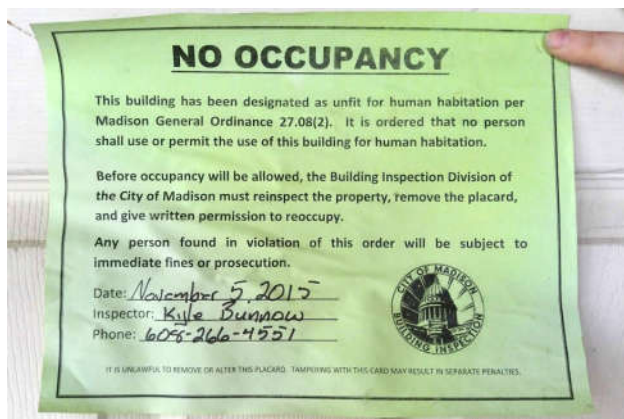 NO OCCUPANCY
This building has been designated as unfit for human habitation per
Madison General Ordinance 27.08(2). It is ordered that no person
shall use or permit the use of this building for human habitation.
Before occupancy will be allowed, the Building Inspection Division of
the City of Madison must reinspect the property, remove the placard,
and give written permission to reoccupy.
Any person found in violation of this order will be subject to
immediate fines or prosecution.
Date: November 5, 2015
Inspector: Kyle Bunnow
Phone: 608-266-4551
CITY OF MADISON
BUILDING INSPECTION
IT IS UNLAWFUL TO REMOVE OR ALTER THIS PLACARD. TAMPERING WITH THIS CARD MAY RESULT IN SEPARATE PENALTIES.